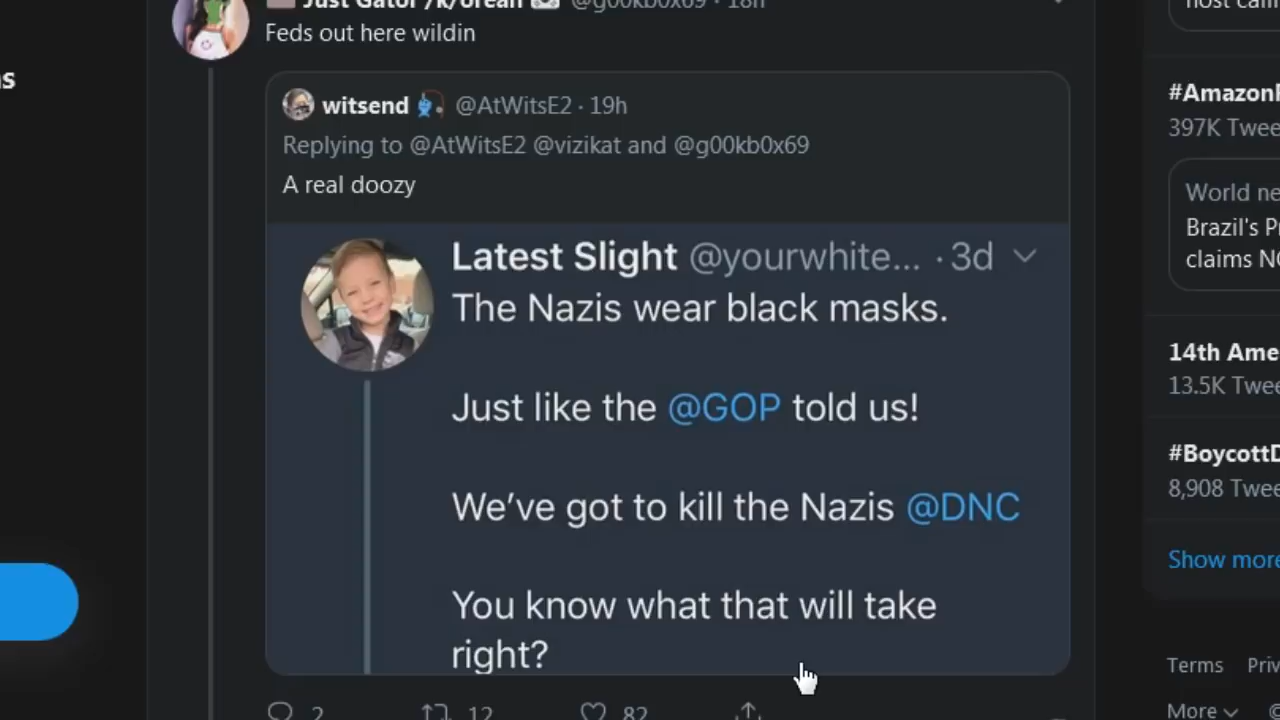 Just Gator /k/orean @g00kb0x69 · 18h
Feds out here wildin
witsend @AtWitsE2 · 19h
Replying to @AtWitsE2 @vizikat and @g00kb0x69
A real doozy
Latest Slight @yourwhite... · 3d
The Nazis wear black masks.
Just like the @GOP told us!
We've got to kill the Nazis @DNC
You know what that will take
right?
2 12 82
#Amazon
397K Twee
World ne
Brazil's P
claims N
14th Ame
13.5K Twee
#Boycott
8,908 Twee
Show more
Terms Priv
More